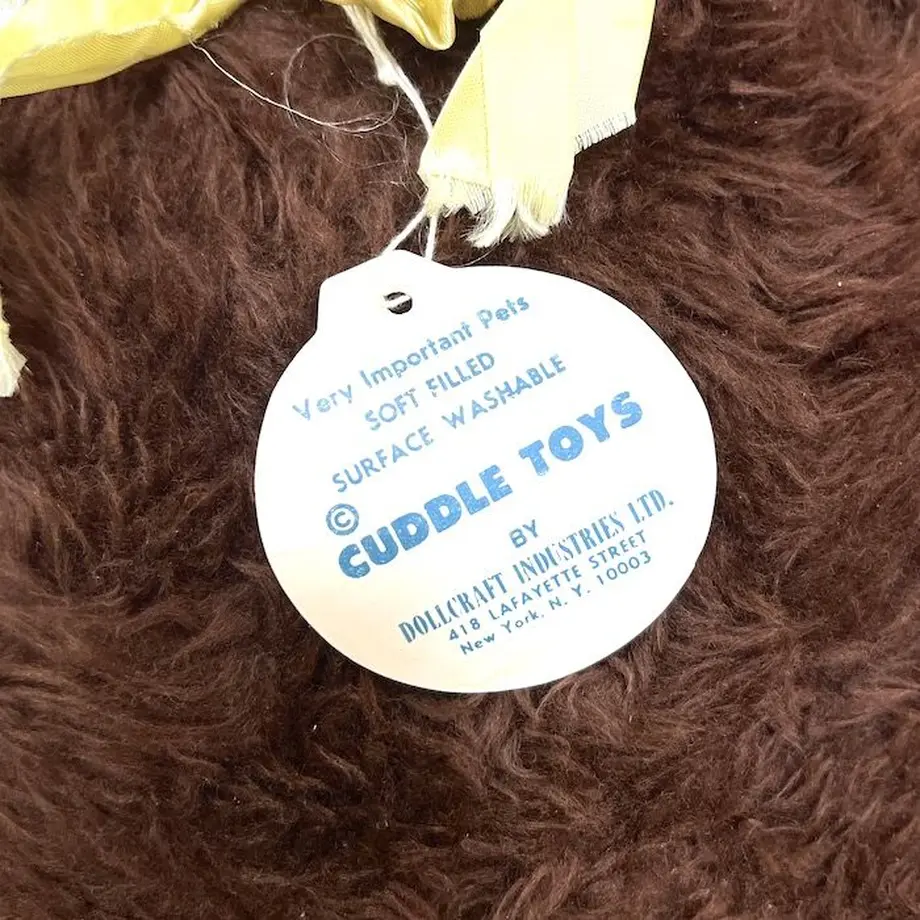 Very Important Pets
SOFT FILLED
SURFACE WASHABLE
©
CUDDLE TOYS
BY
DOLLCRAFT INDUSTRIES LTD.
418 LAFAYETTE STREET
New York, N. Y. 10003